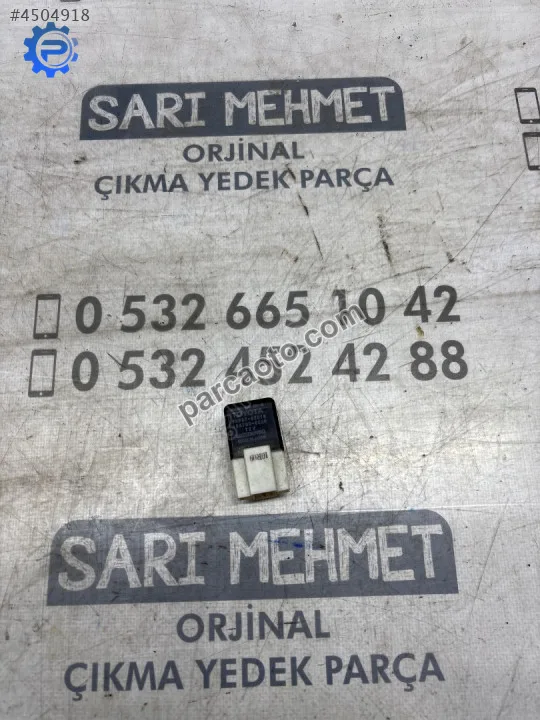 #4504918
SARI MEHMET
ORJİNAL
ÇIKMA YEDEK PARÇA
0 532 665 10 42
0 532 452 42 88
parcaoto.com
SARI MEHMET
ORJİNAL
ÇIKMA YEDEK PARÇA